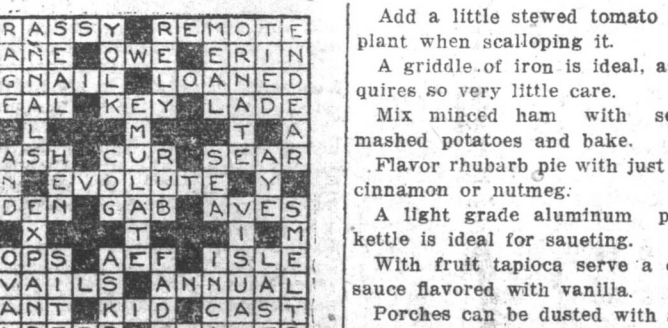 RASSY REMOTE
ANE OWE ERIN
GNAIL LOANED
EAL KEY LADE
L M T A
ASH CUR SEAR
N EVOLUTE Y
DEN GAB AVES
X T I M
OPS AEF ISLE
VAILS ANNUAL
ANT KID CAST
Add a little stewed tomato
plant when scalloping it.
A griddle of iron is ideal, a
quires so very little care.
Mix minced ham with se
mashed potatoes and bake.
Flavor rhubarb pie with just
cinnamon or nutmeg.
A light grade aluminum p
kettle is ideal for saueting.
With fruit tapioca serve a c
sauce flavored with vanilla.
Porches can be dusted with